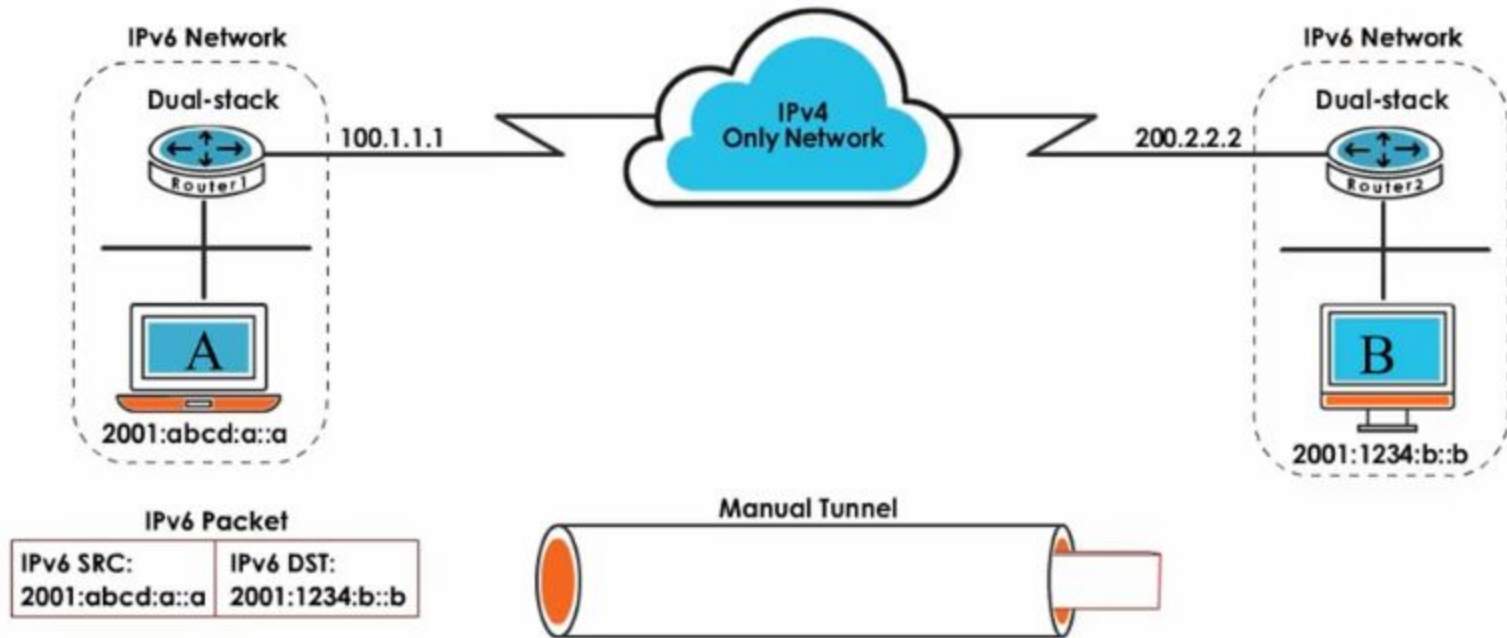 IPv6 Network
Dual-stack
Router1
100.1.1.1
A
2001:abcd:a::a
IPv4
Only Network
IPv6 Network
Dual-stack
200.2.2.2
Router2
B
2001:1234:b::b
IPv6 Packet
IPv6 SRC:
2001:abcd:a::a
IPv6 DST:
2001:1234:b::b
Manual Tunnel